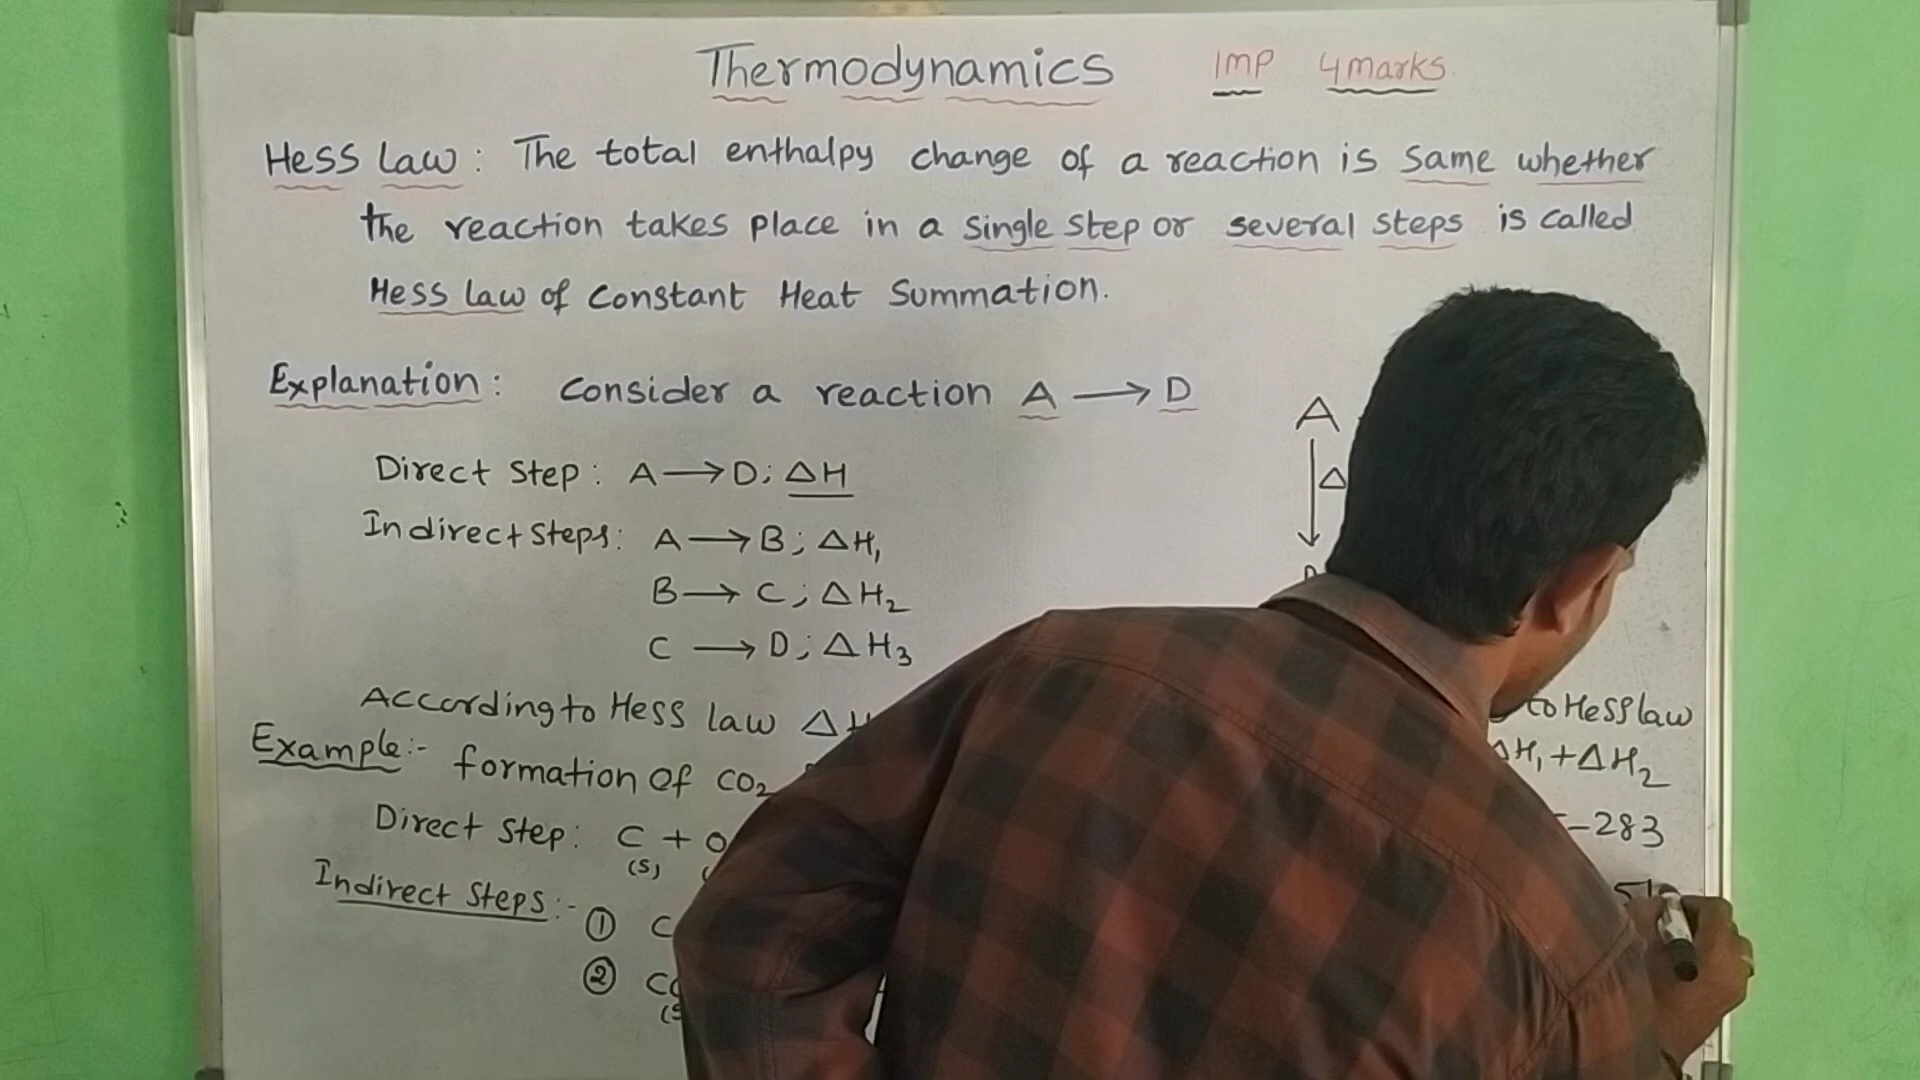 Thermodynamics IMP 4marks
Hess Law : The total enthalpy change of a reaction is same whether
the reaction takes place in a single step or several steps is called
Hess law of Constant Heat Summation.
Explanation : Consider a reaction A ⟶ D
A
Direct Step : A ⟶ D ; ΔH
Δ
Indirect Steps : A ⟶ B ; ΔH₁
B ⟶ C ; ΔH₂
C ⟶ D ; ΔH₃
According to Hess law ΔH
to Hess law
Example :- formation of CO₂
ΔH₁ + ΔH₂
Direct Step : C + O
(s)
-283
Indirect Steps :- ① C
② C